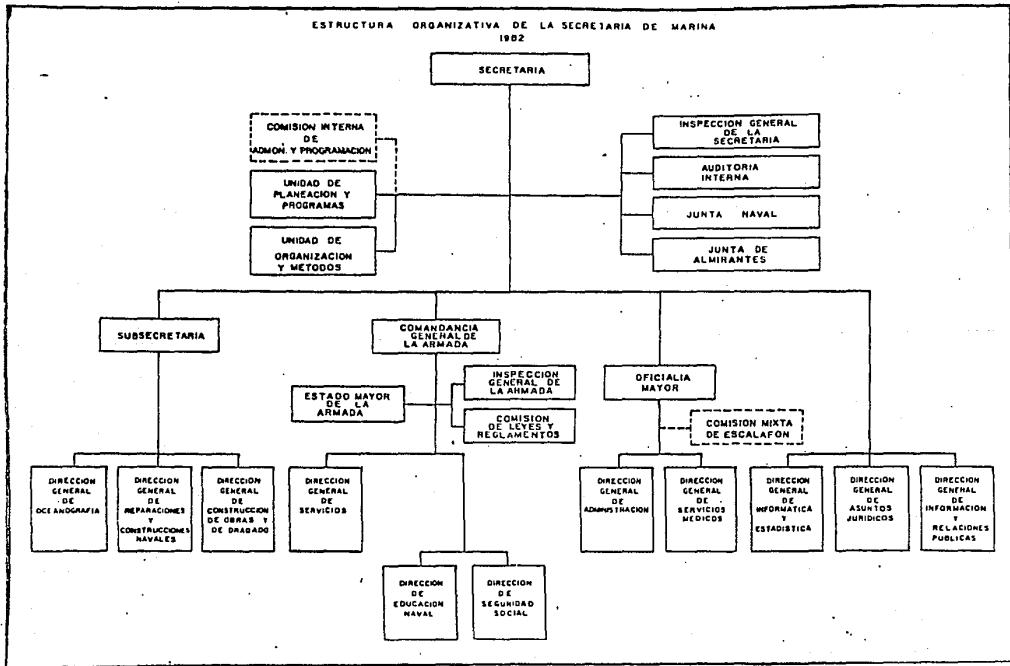 ESTRUCTURA ORGANIZATIVA DE LA SECRETARIA DE MARINA
1982
SECRETARIA
COMISION INTERNA
DE
ADMON. Y PROGRAMACION
UNIDAD DE
PLANEACION Y
PROGRAMAS
UNIDAD DE
ORGANIZACION
Y METODOS
INSPECCION GENERAL
DE LA
SECRETARIA
AUDITORIA
INTERNA
JUNTA NAVAL
JUNTA DE
ALMIRANTES
SUBSECRETARIA
COMANDANCIA
GENERAL DE
LA ARMADA
OFICIALIA
MAYOR
ESTADO MAYOR
DE LA
ARMADA
INSPECCION
GENERAL DE
LA ARMADA
COMISION
DE LEYES Y
REGLAMENTOS
COMISION MIXTA
DE ESCALAFON
DIRECCION
GENERAL
DE
OCEANOGRAFIA
DIRECCION
GENERAL
DE
REPARACIONES
Y
CONSTRUCCIONES
NAVALES
DIRECCION
GENERAL
DE CONSTRUCCION
DE OBRAS Y
DE DRAGADO
DIRECCION
GENERAL
DE
SERVICIOS
DIRECCION
GENERAL
DE
ADMINISTRACION
DIRECCION
GENERAL
DE SERVICIOS
MEDICOS
DIRECCION
GENERAL DE
INFORMATICA
Y
ESTADISTICA
DIRECCION
GENERAL
DE
ASUNTOS
JURIDICOS
DIRECCION
GENERAL DE
INFORMACION
Y
RELACIONES
PUBLICAS
DIRECCION
DE
EDUCACION
NAVAL
DIRECCION
DE
SEGURIDAD
SOCIAL